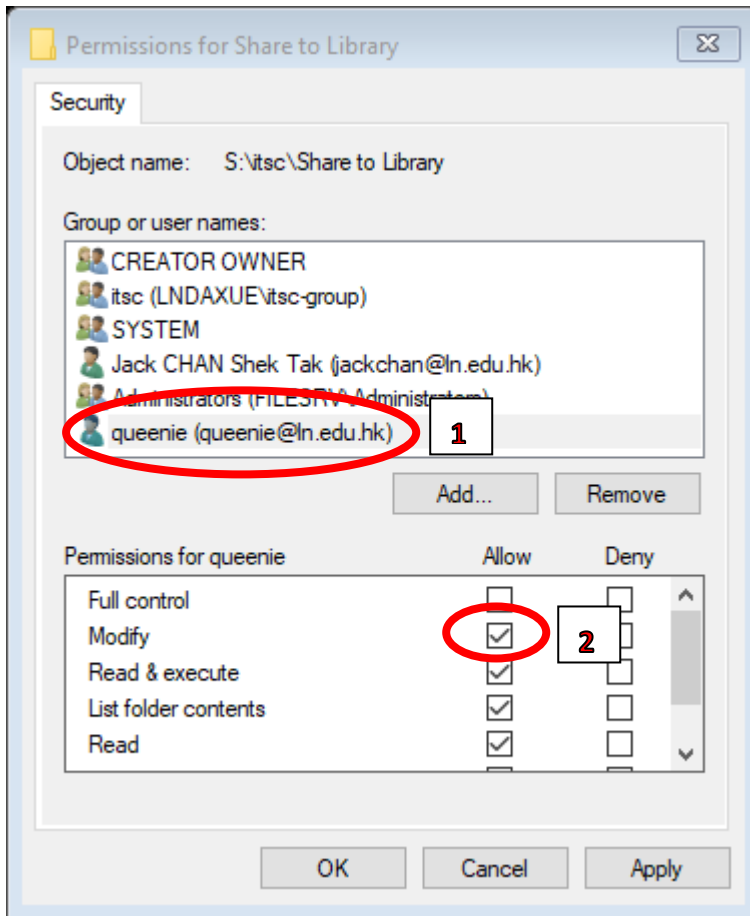 Permissions for Share to Library
Security
Object name: S:\itsc\Share to Library
Group or user names:
CREATOR OWNER
itsc (LNDAXUE\itsc-group)
SYSTEM
Jack CHAN Shek Tak (jackchan@ln.edu.hk)
Administrators (FILESRV\Administrators)
queenie (queenie@ln.edu.hk)
1
Add... Remove
Permissions for queenie Allow Deny
Full control
Modify
2
Read & execute
List folder contents
Read
OK Cancel Apply